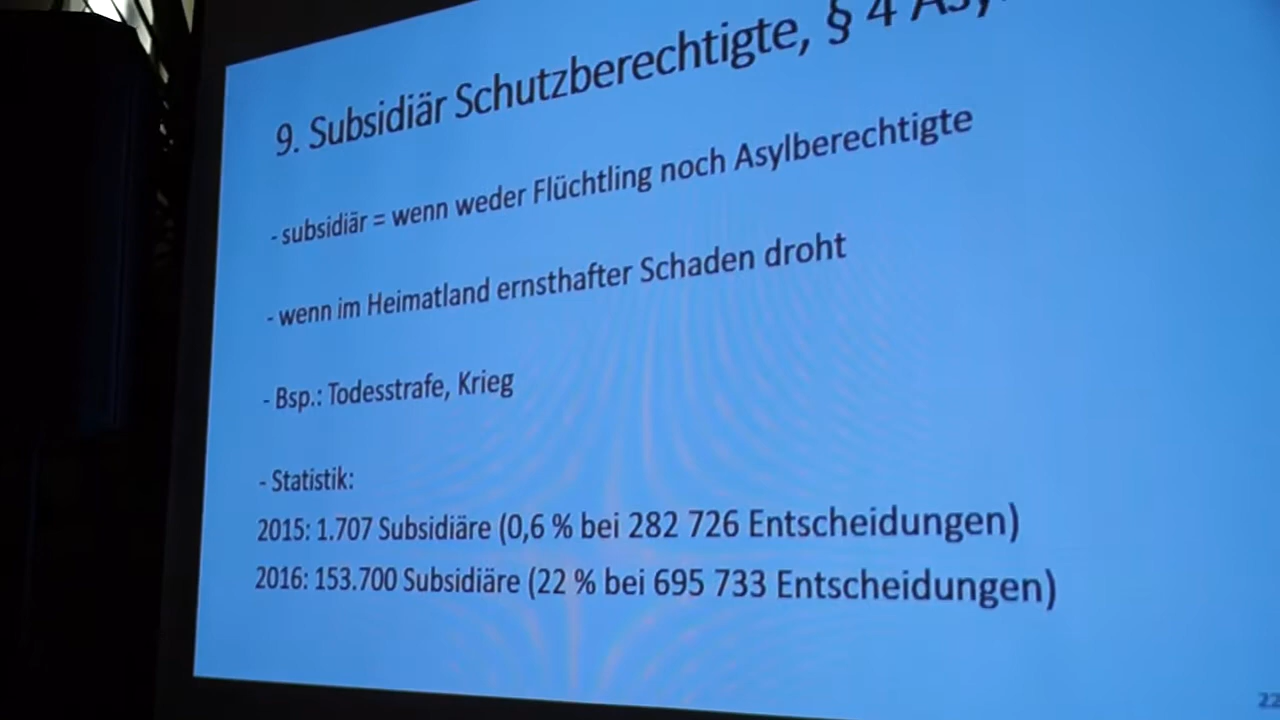 9. Subsidiär Schutzberechtigte, § 4
- subsidiär = wenn weder Flüchtling noch Asylberechtigte
- wenn im Heimatland ernsthafter Schaden droht
- Bsp.: Todesstrafe, Krieg
- Statistik:
2015: 1.707 Subsidiäre (0,6 % bei 282 726 Entscheidungen)
2016: 153.700 Subsidiäre (22 % bei 695 733 Entscheidungen)
22